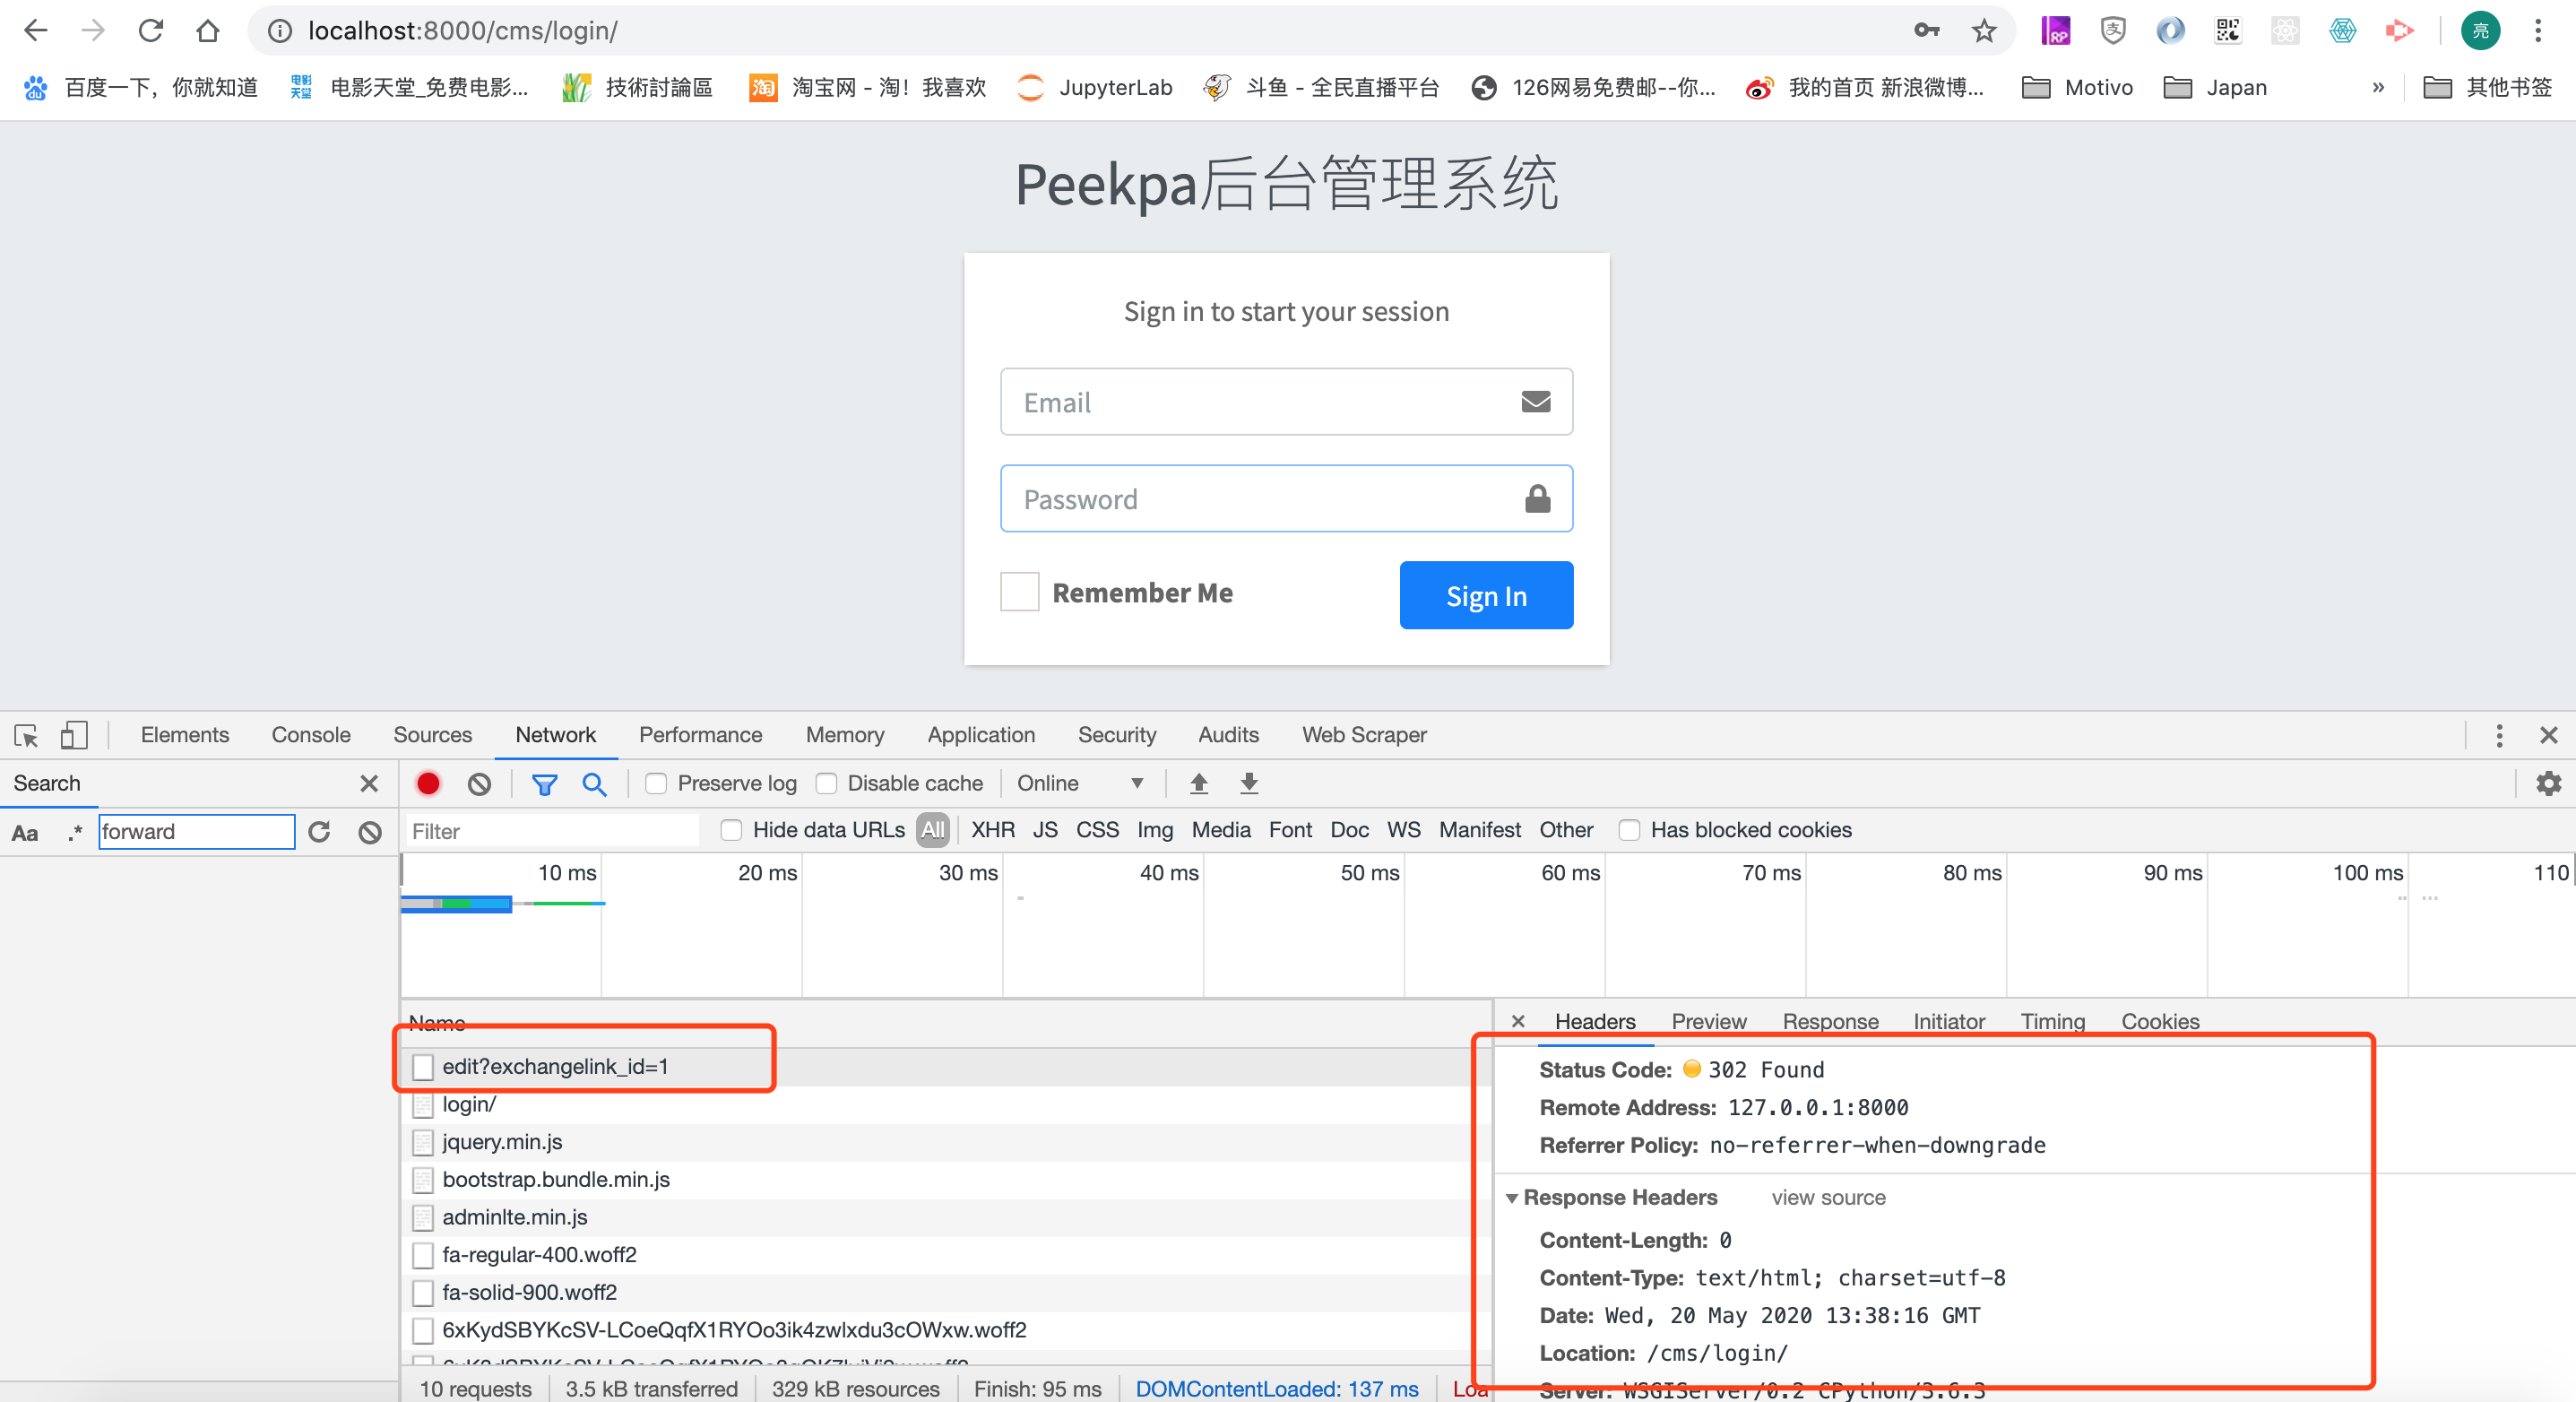 localhost:8000/cms/login/
亮
百度一下，你就知道 电影天堂_免费电影... 技術討論區 淘宝网 - 淘！我喜欢 JupyterLab 斗鱼 - 全民直播平台 126网易免费邮--你... 我的首页 新浪微博... Motivo Japan » 其他书签
Peekpa后台管理系统
Sign in to start your session
Email
Password
Remember Me Sign In
Elements Console Sources Network Performance Memory Application Security Audits Web Scraper
Search Preserve log Disable cache Online
Aa .* forward Filter Hide data URLs All XHR JS CSS Img Media Font Doc WS Manifest Other Has blocked cookies
10 ms 20 ms 30 ms 40 ms 50 ms 60 ms 70 ms 80 ms 90 ms 100 ms 110
Name
edit?exchangelink_id=1
login/
jquery.min.js
bootstrap.bundle.min.js
adminlte.min.js
fa-regular-400.woff2
fa-solid-900.woff2
6xKydSBYKcSV-LCoeQqfX1RYOo3ik4zwlxdu3cOWxw.woff2
10 requests 3.5 kB transferred 329 kB resources Finish: 95 ms DOMContentLoaded: 137 ms Loa
Headers Preview Response Initiator Timing Cookies
Status Code: 302 Found
Remote Address: 127.0.0.1:8000
Referrer Policy: no-referrer-when-downgrade
Response Headers view source
Content-Length: 0
Content-Type: text/html; charset=utf-8
Date: Wed, 20 May 2020 13:38:16 GMT
Location: /cms/login/
Server: WSGIServer/0.2 CPython/3.6.3